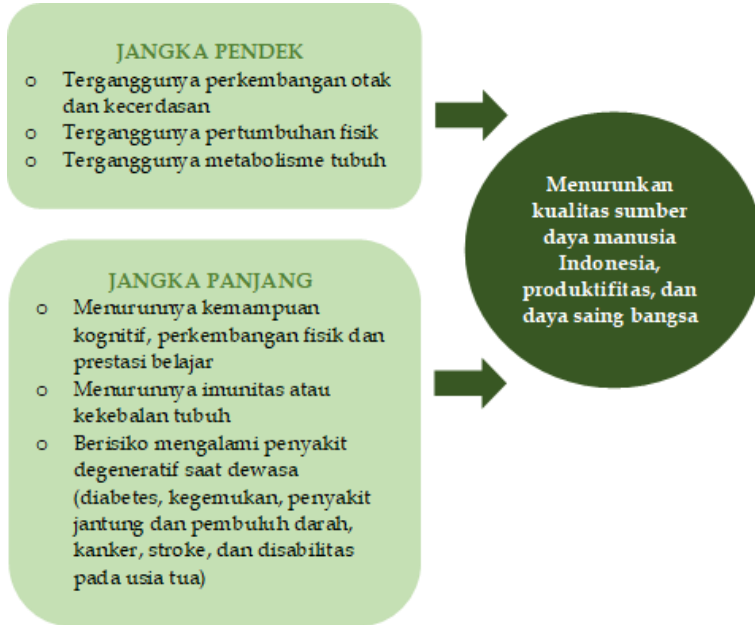 JANGKA PENDEK
o Terganggunya perkembangan otak
dan kecerdasan
o Terganggunya pertumbuhan fisik
o Terganggunya metabolisme tubuh
JANGKA PANJANG
o Menurunnya kemampuan
kognitif, perkembangan fisik dan
prestasi belajar
o Menurunnya imunitas atau
kekebalan tubuh
o Berisiko mengalami penyakit
degeneratif saat dewasa
(diabetes, kegemukan, penyakit
jantung dan pembuluh darah,
kanker, stroke, dan disabilitas
pada usia tua)
Menurunkan
kualitas sumber
daya manusia
Indonesia,
produktifitas, dan
daya saing bangsa